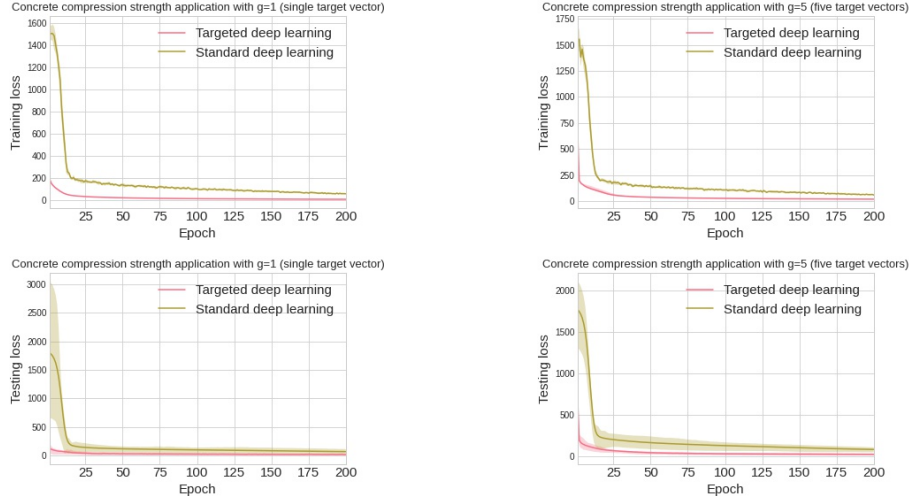 Concrete compression strength application with g=1 (single target vector)
1600
1400
1200
1000
800
600
400
200
0
Training loss
Targeted deep learning
Standard deep learning
25 50 75 100 125 150 175 200
Epoch
Concrete compression strength application with g=5 (five target vectors)
1750
1500
1250
1000
750
500
250
0
Training loss
Targeted deep learning
Standard deep learning
25 50 75 100 125 150 175 200
Epoch
Concrete compression strength application with g=1 (single target vector)
3000
2500
2000
1500
1000
500
0
Testing loss
Targeted deep learning
Standard deep learning
25 50 75 100 125 150 175 200
Epoch
Concrete compression strength application with g=5 (five target vectors)
2000
1500
1000
500
0
Testing loss
Targeted deep learning
Standard deep learning
25 50 75 100 125 150 175 200
Epoch